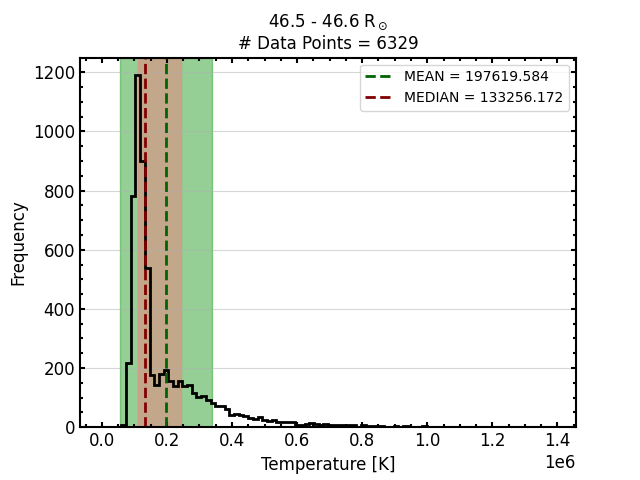 46.5 - 46.6 R⊙
# Data Points = 6329
MEAN = 197619.584
MEDIAN = 133256.172
Frequency
1200
1000
800
600
400
200
0
0.0 0.2 0.4 0.6 0.8 1.0 1.2 1.4
1e6
Temperature [K]